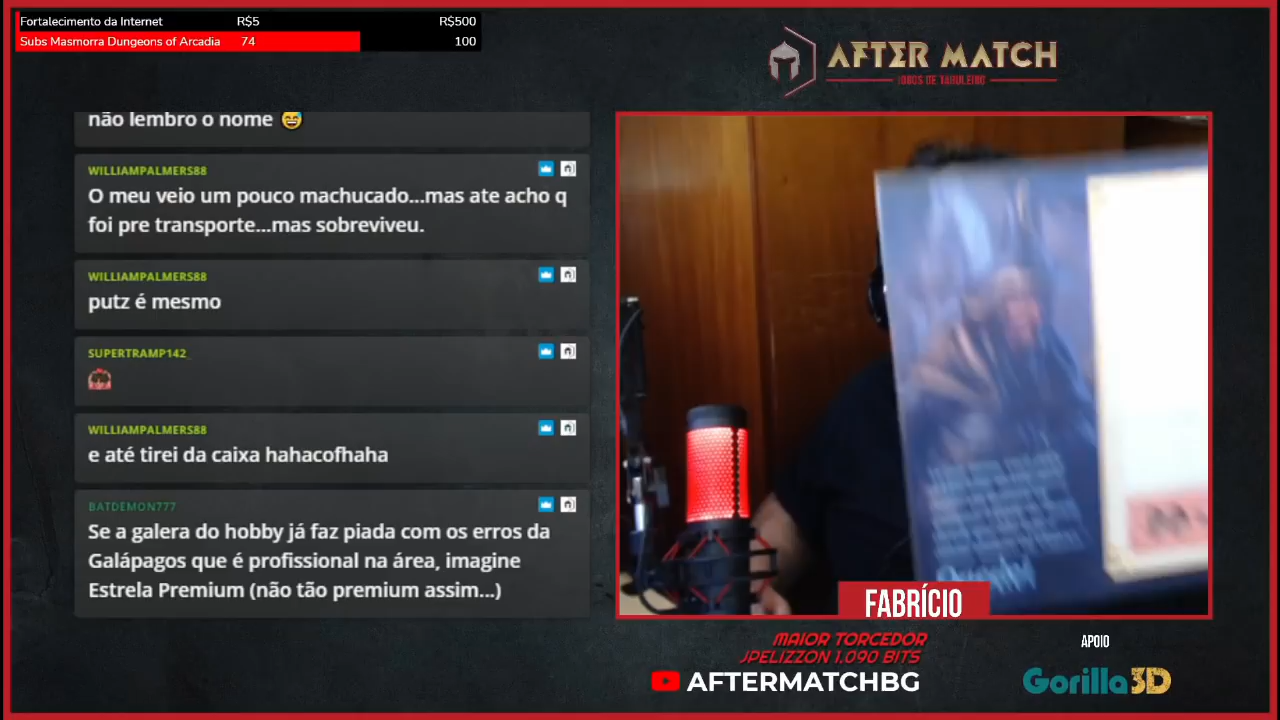 Fortalecimento da Internet R$5 R$500
Subs Masmorra Dungeons of Arcadia 74 100
AFTER MATCH
JOGOS DE TABULEIRO
não lembro o nome 😅
WILLIAMPALMERS88
O meu veio um pouco machucado...mas ate acho q
foi pre transporte...mas sobreviveu.
WILLIAMPALMERS88
putz é mesmo
SUPERTRAMP142_
WILLIAMPALMERS88
e até tirei da caixa hahacofhaha
BATDEMON777
Se a galera do hobby já faz piada com os erros da
Galápagos que é profissional na área, imagine
Estrela Premium (não tão premium assim...)
FABRÍCIO
MAIOR TORCEDOR
JPELIZZON 1.090 BITS
AFTERMATCHBG
APOIO
Gorilla3D